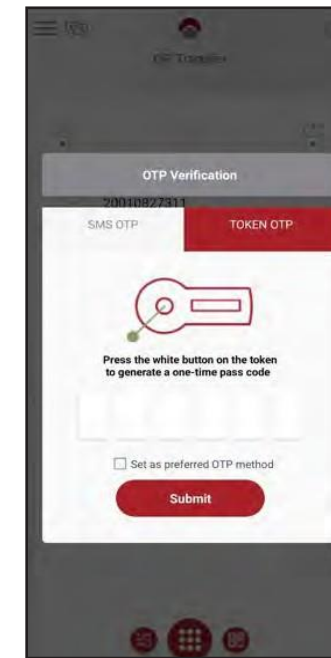 OTP Verification
20010827311
SMS OTP
TOKEN OTP
Press the white button on the token
to generate a one-time pass code
Set as preferred OTP method
Submit